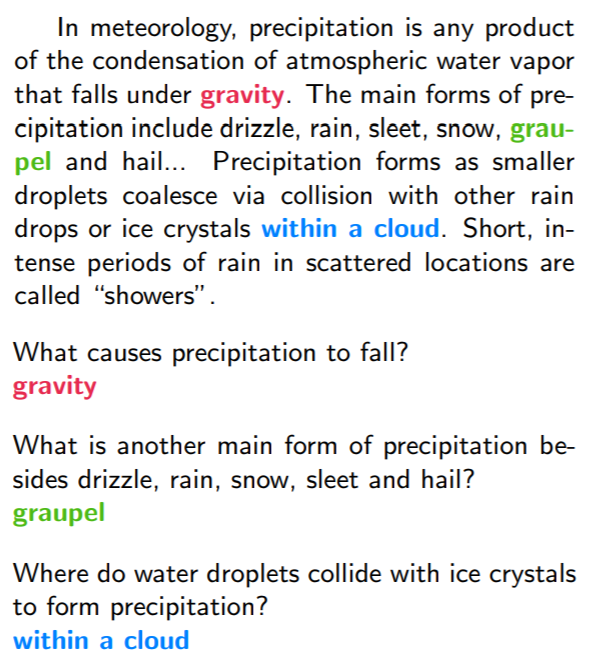 In meteorology, precipitation is any product
of the condensation of atmospheric water vapor
that falls under gravity. The main forms of pre-
cipitation include drizzle, rain, sleet, snow, grau-
pel and hail... Precipitation forms as smaller
droplets coalesce via collision with other rain
drops or ice crystals within a cloud. Short, in-
tense periods of rain in scattered locations are
called “showers”.
What causes precipitation to fall?
gravity
What is another main form of precipitation be-
sides drizzle, rain, snow, sleet and hail?
graupel
Where do water droplets collide with ice crystals
to form precipitation?
within a cloud